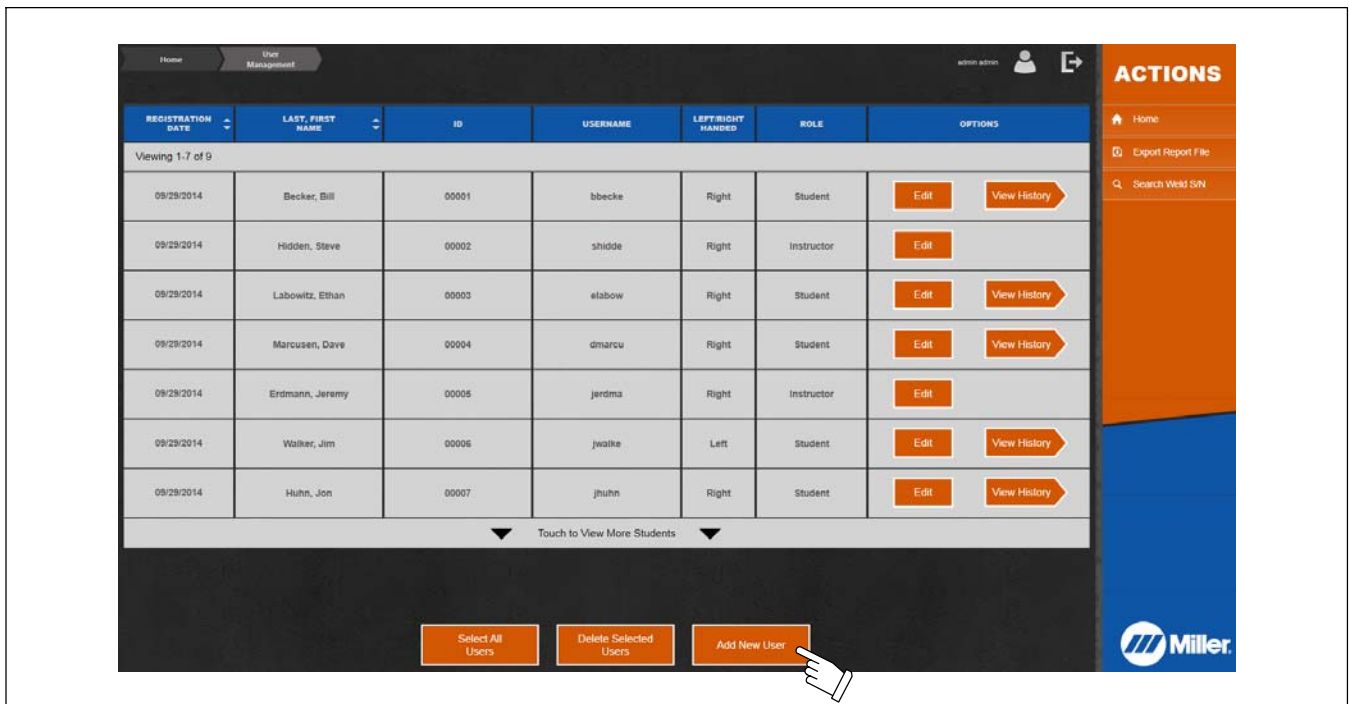 Home
User
Management
admin admin
ACTIONS
Home
Export Report File
Search Weld S/N
REGISTRATION
DATE
LAST, FIRST
NAME
ID
USERNAME
LEFT/RIGHT
HANDED
ROLE
OPTIONS
Viewing 1-7 of 9
09/29/2014 Becker, Bill 00001 bbecke Right Student Edit View History
09/29/2014 Hidden, Steve 00002 shidde Right Instructor Edit
09/29/2014 Labowitz, Ethan 00003 elabow Right Student Edit View History
09/29/2014 Marcusen, Dave 00004 dmarcu Right Student Edit View History
09/29/2014 Erdmann, Jeremy 00005 jerdma Right Instructor Edit
09/29/2014 Walker, Jim 00006 jwalke Left Student Edit View History
09/29/2014 Huhn, Jon 00007 jhuhn Right Student Edit View History
Touch to View More Students
Select All
Users
Delete Selected
Users
Add New User
Miller.